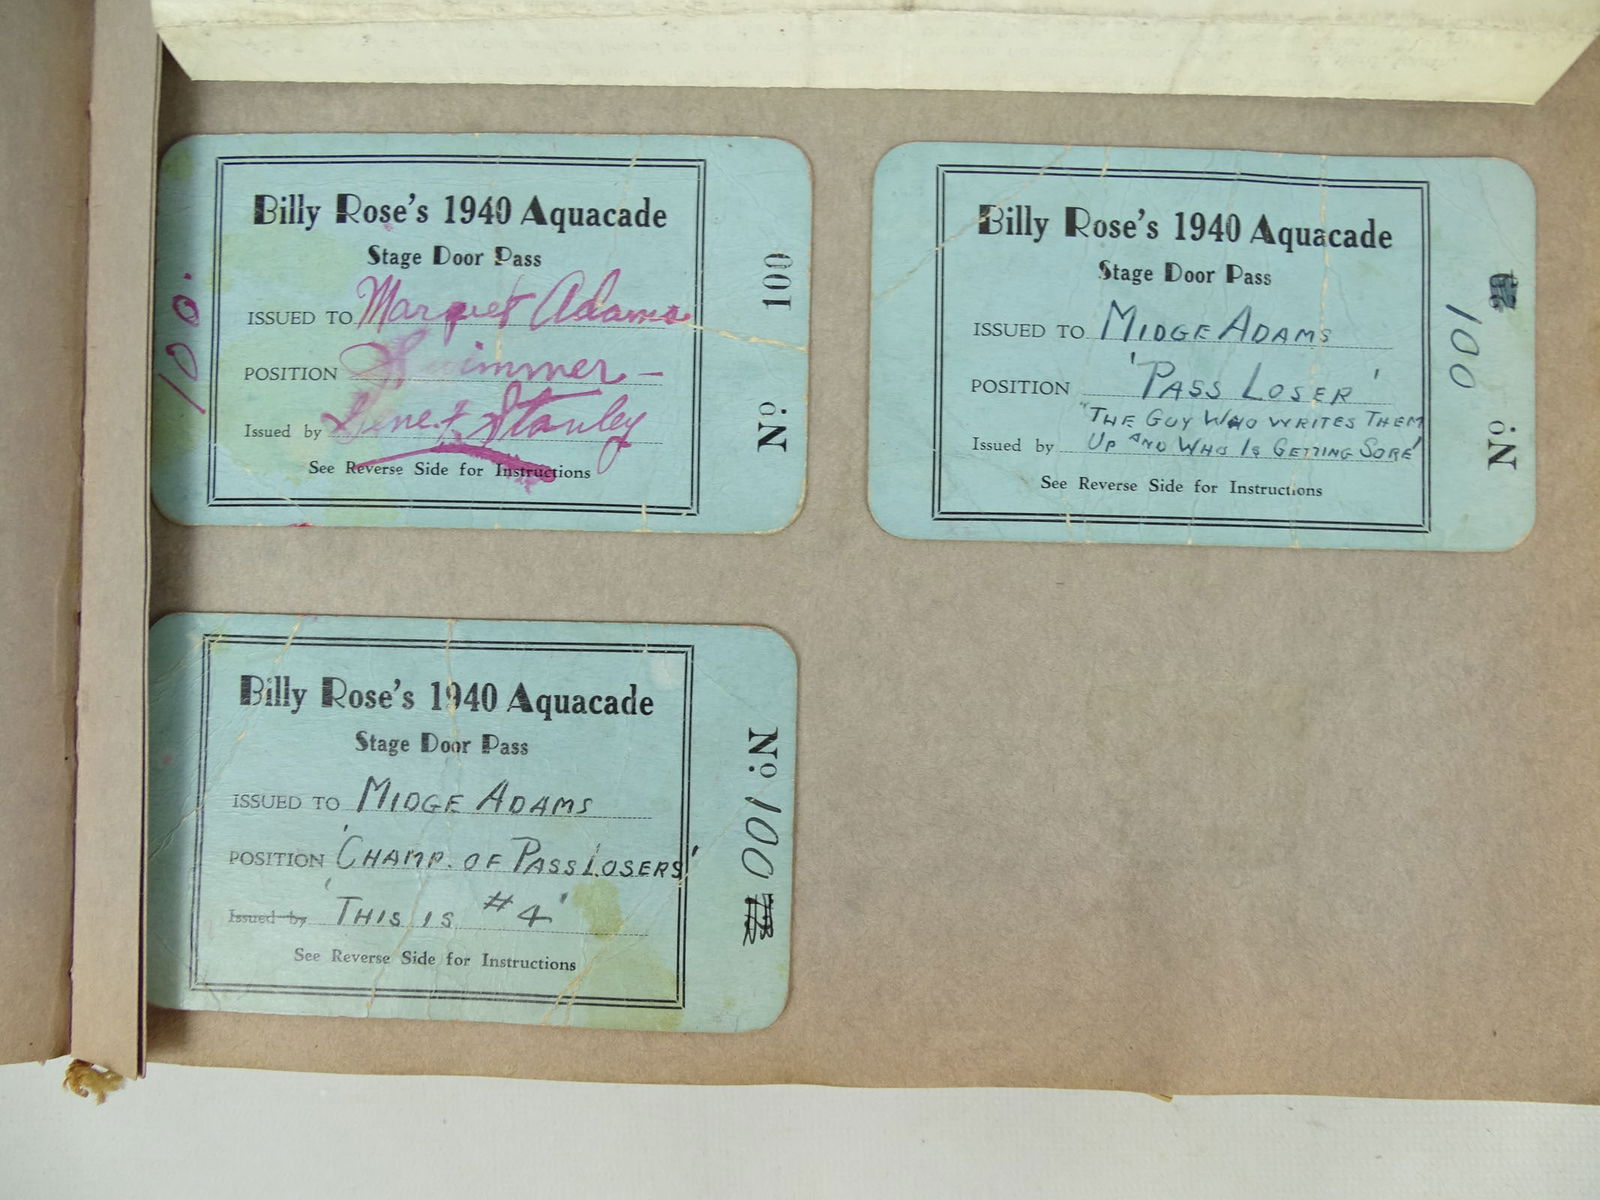 Billy Rose's 1940 Aquacade
Stage Door Pass
ISSUED TO Margret Adams
POSITION Swimmer -
Issued by Stanley
See Reverse Side for Instructions
100.
No. 100
Billy Rose's 1940 Aquacade
Stage Door Pass
ISSUED TO MIDGE ADAMS
POSITION 'PASS LOSER'
Issued by "THE GUY WHO WRITES THEM
UP AND WHO IS GETTING SORE'
See Reverse Side for Instructions
No.
100
Billy Rose's 1940 Aquacade
Stage Door Pass
ISSUED TO MIDGE ADAMS
POSITION 'CHAMP. OF PASS LOSERS'
Issued by 'THIS IS #4'
See Reverse Side for Instructions
No. 100